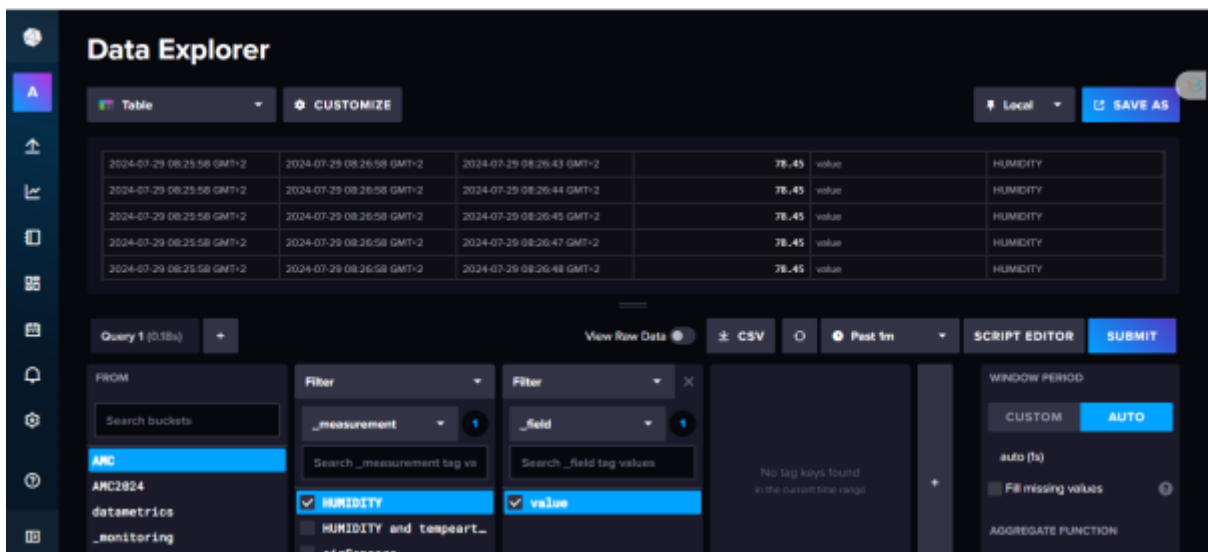 Data Explorer
A
Table
CUSTOMIZE
Local
SAVE AS
2024-07-29 08:25:58 GMT+2 2024-07-29 08:26:58 GMT+2 2024-07-29 08:26:43 GMT+2 78.45 value HUMIDITY
2024-07-29 08:25:58 GMT+2 2024-07-29 08:26:58 GMT+2 2024-07-29 08:26:44 GMT+2 78.45 value HUMIDITY
2024-07-29 08:25:58 GMT+2 2024-07-29 08:26:58 GMT+2 2024-07-29 08:26:45 GMT+2 78.45 value HUMIDITY
2024-07-29 08:25:58 GMT+2 2024-07-29 08:26:58 GMT+2 2024-07-29 08:26:47 GMT+2 78.45 value HUMIDITY
2024-07-29 08:25:58 GMT+2 2024-07-29 08:26:58 GMT+2 2024-07-29 08:26:48 GMT+2 78.45 value HUMIDITY
Query 1 (0.18s) +
View Raw Data
CSV
Past 1m
SCRIPT EDITOR
SUBMIT
FROM
Search buckets
AMC
AMC2024
datametrics
_monitoring
Filter
_measurement 1
Search _measurement tag va
HUMIDITY
HUMIDITY and tempeart…
Filter
_field 1
Search _field tag values
value
No tag keys found
in the current time range
+
WINDOW PERIOD
CUSTOM AUTO
auto (1s)
Fill missing values ?
AGGREGATE FUNCTION